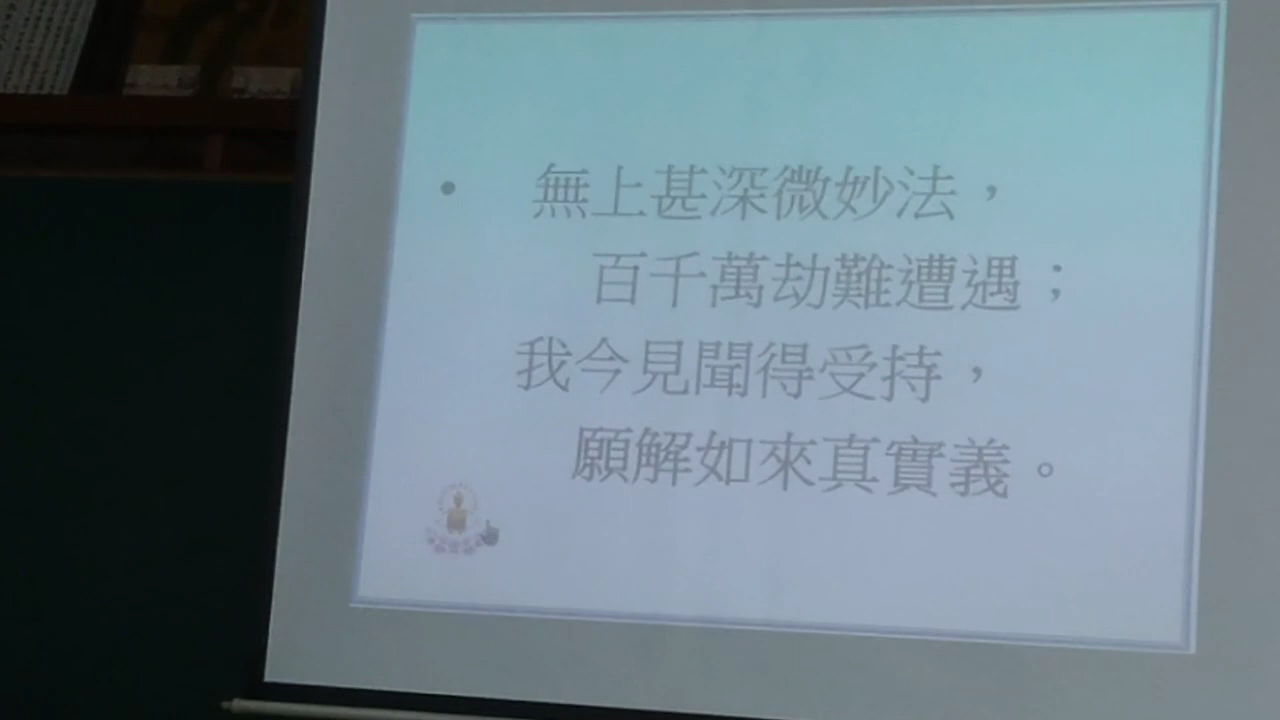 • 無上甚深微妙法，
百千萬劫難遭遇；
我今見聞得受持，
願解如來真實義。